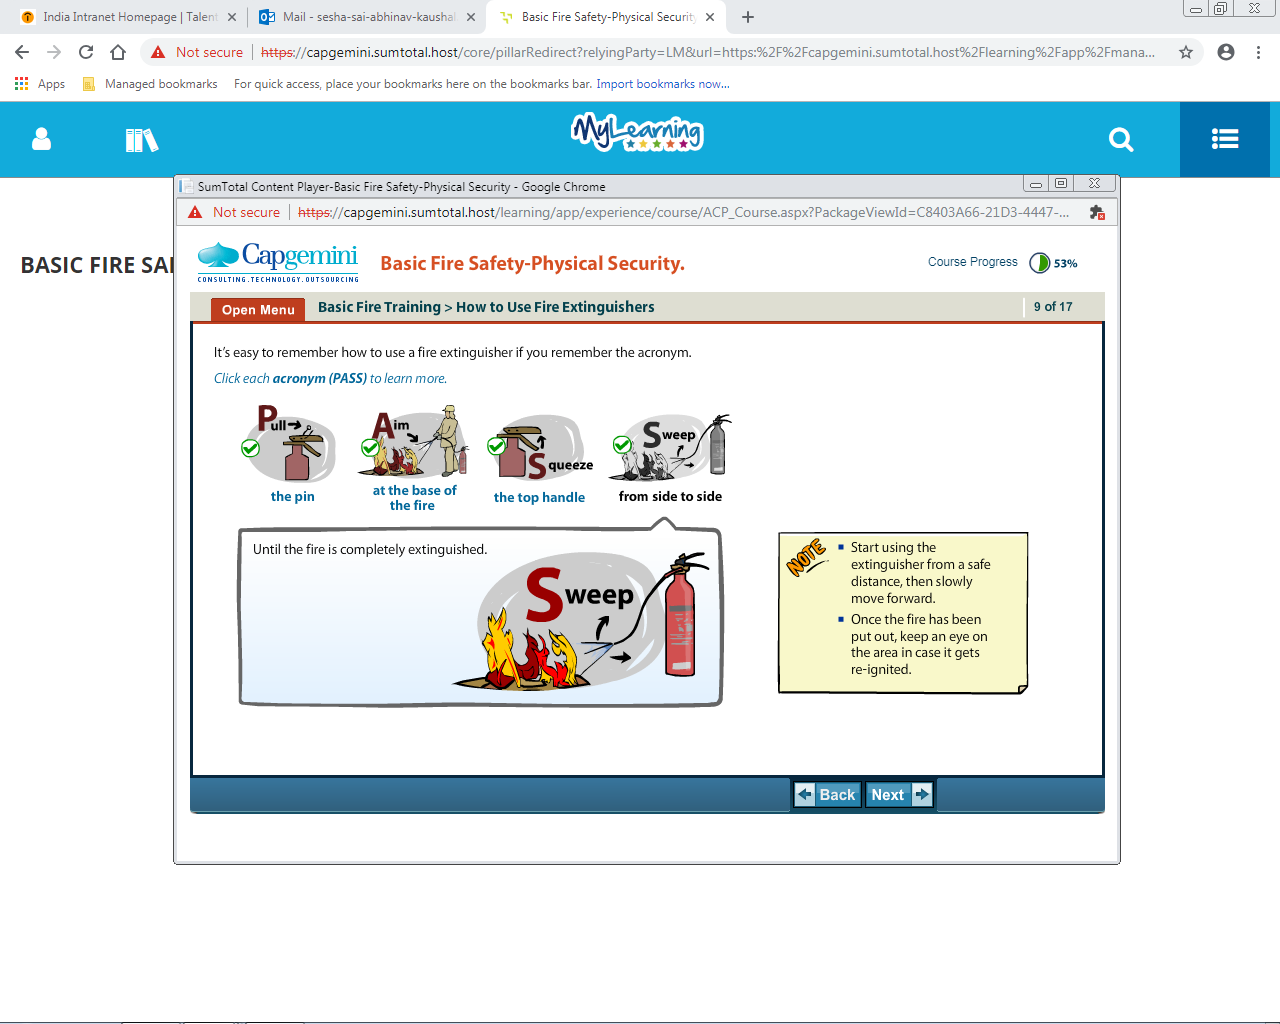 India Intranet Homepage | Talent
Mail - sesha-sai-abhinav-kaushal
Basic Fire Safety-Physical Security
Not secure | https://capgemini.sumtotal.host/core/pillarRedirect?relyingParty=LM&url=https:%2F%2Fcapgemini.sumtotal.host%2Flearning%2Fapp%2Fmana...
Apps Managed bookmarks For quick access, place your bookmarks here on the bookmarks bar. Import bookmarks now...
MyLearning
SumTotal Content Player-Basic Fire Safety-Physical Security - Google Chrome
Not secure | https://capgemini.sumtotal.host/learning/app/experience/course/ACP_Course.aspx?PackageViewId=C8403A66-21D3-4447-...
BASIC FIRE SA
Capgemini
CONSULTING.TECHNOLOGY.OUTSOURCING
Basic Fire Safety-Physical Security.
Course Progress 53%
Open Menu
Basic Fire Training > How to Use Fire Extinguishers
9 of 17
It's easy to remember how to use a fire extinguisher if you remember the acronym.
Click each acronym (PASS) to learn more.
Pull
the pin
Aim
at the base of
the fire
Squeeze
the top handle
Sweep
from side to side
Until the fire is completely extinguished.
Sweep
NOTE
Start using the
extinguisher from a safe
distance, then slowly
move forward.
Once the fire has been
put out, keep an eye on
the area in case it gets
re-ignited.
Back
Next